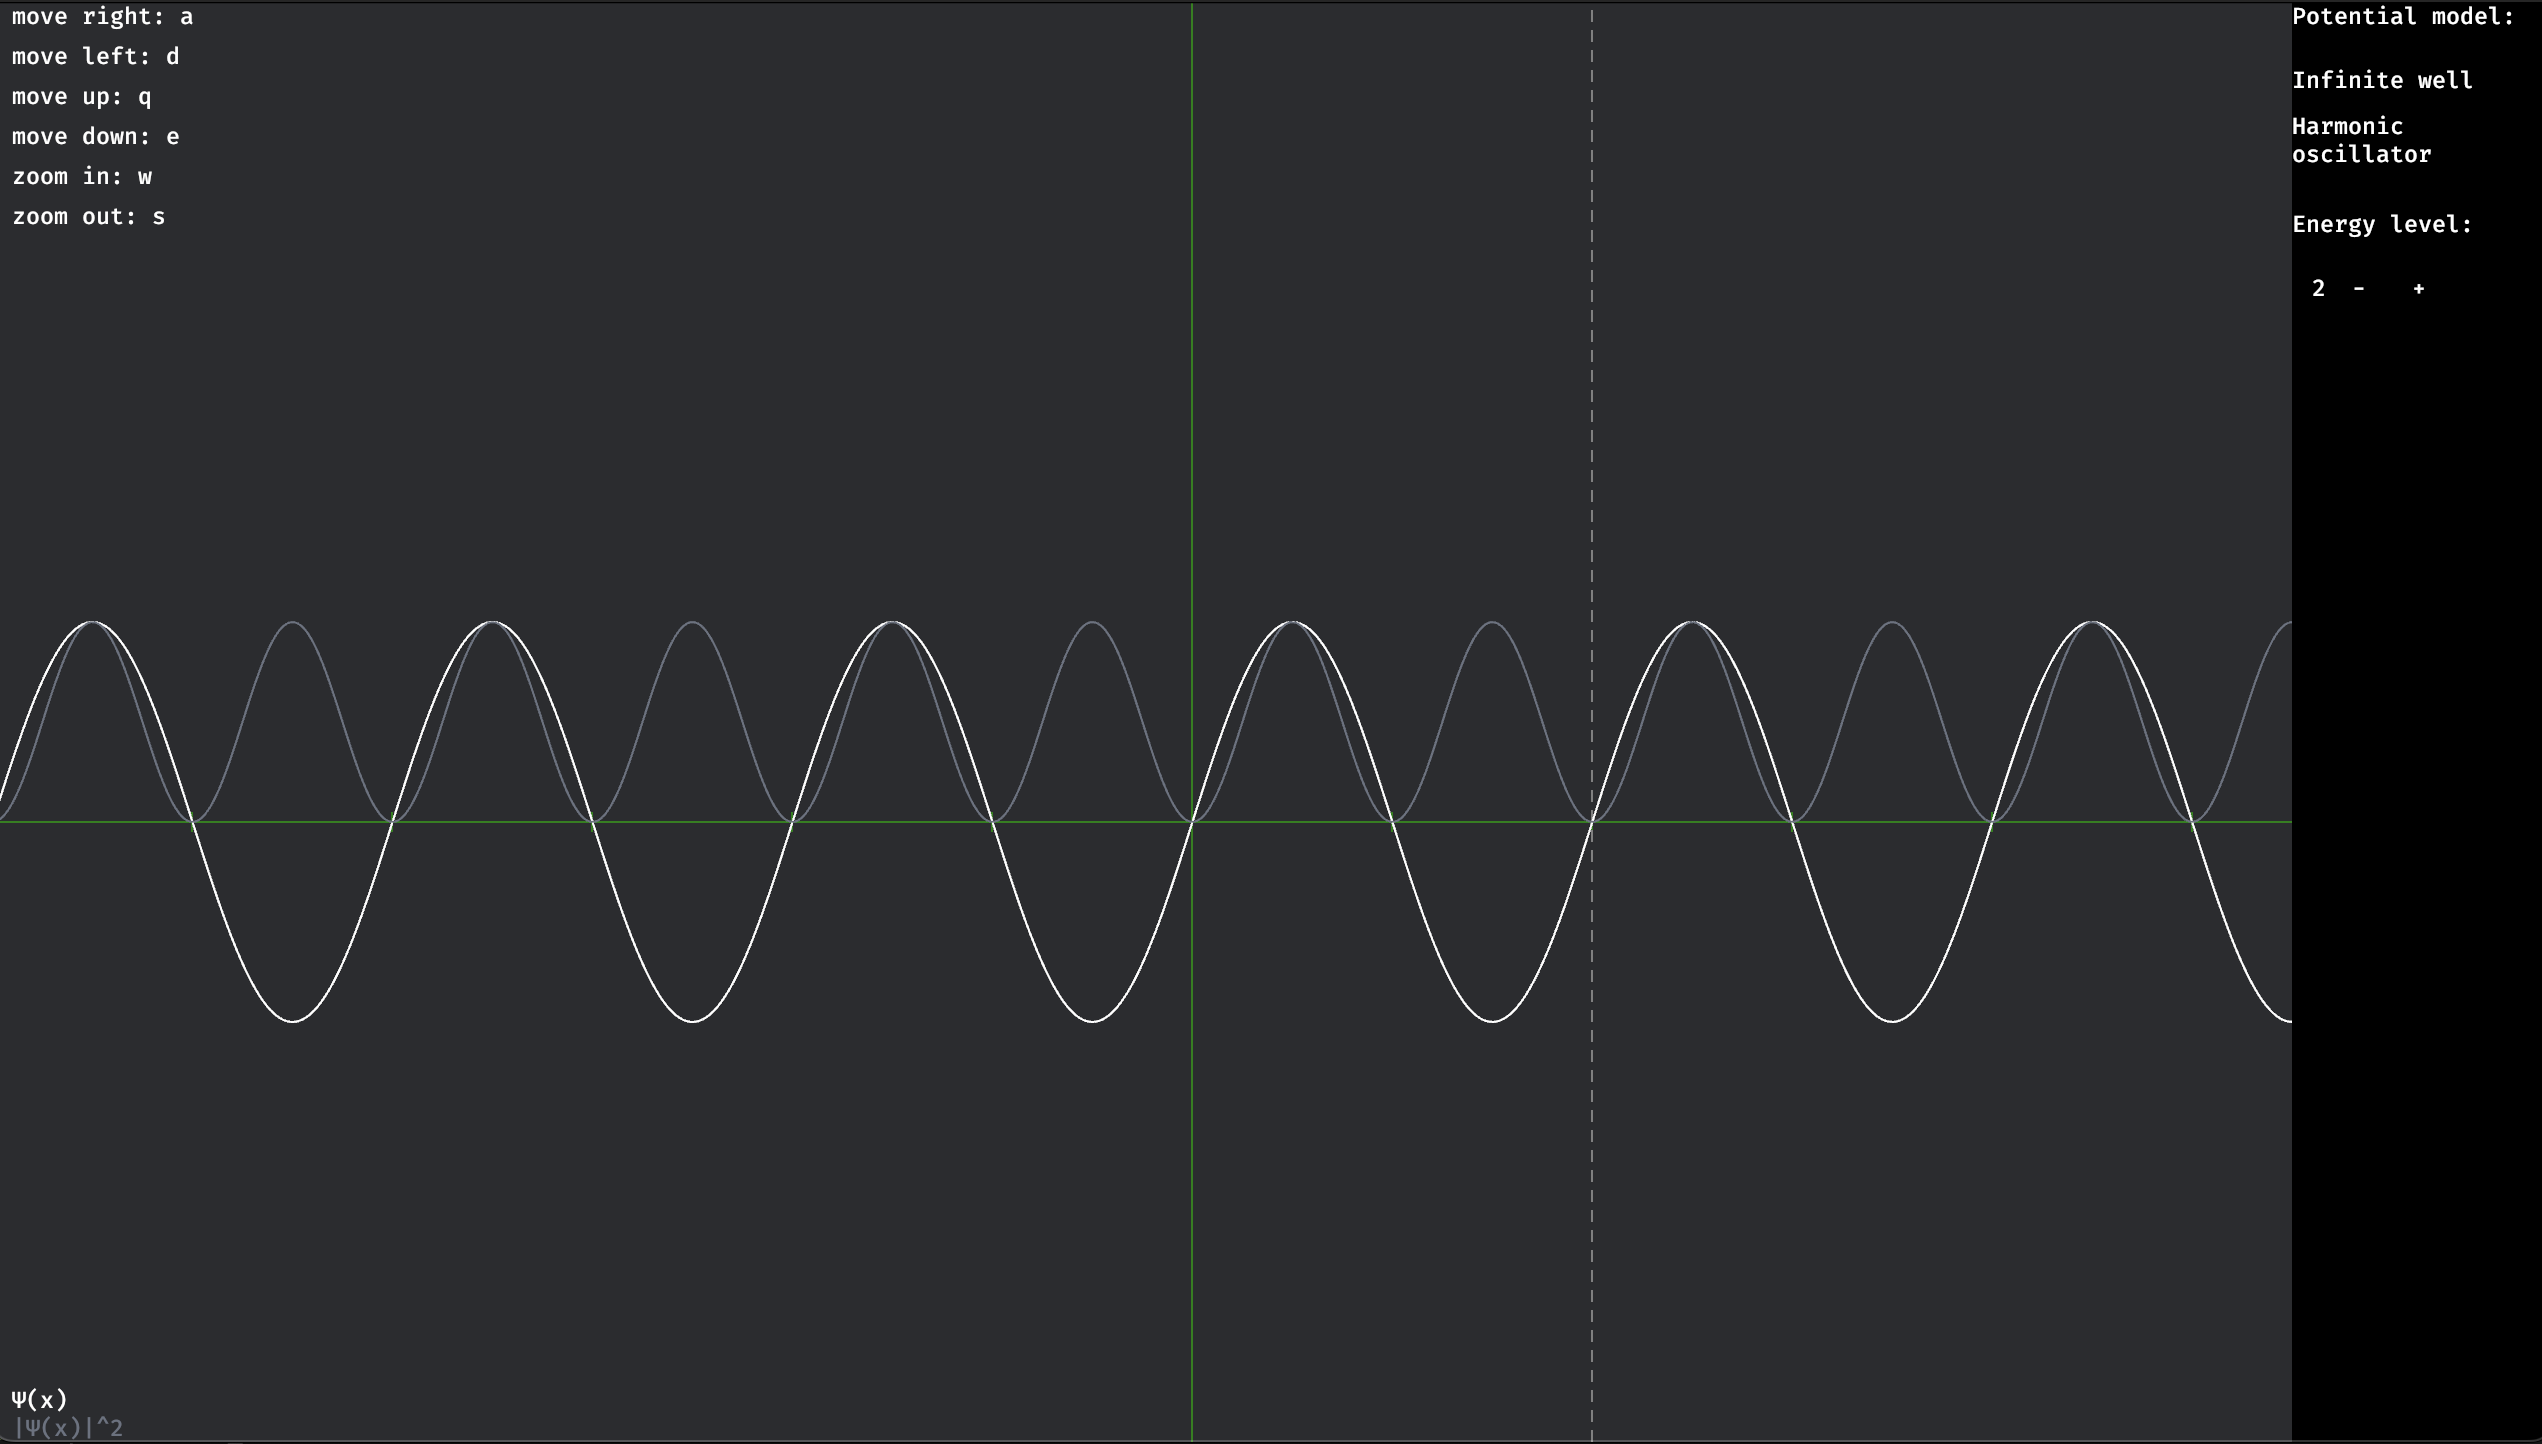 move right: a
move left: d
move up: q
move down: e
zoom in: w
zoom out: s
Potential model:
Infinite well
Harmonic
oscillator
Energy level:
2 - +
Ψ(x)
|Ψ(x)|^2